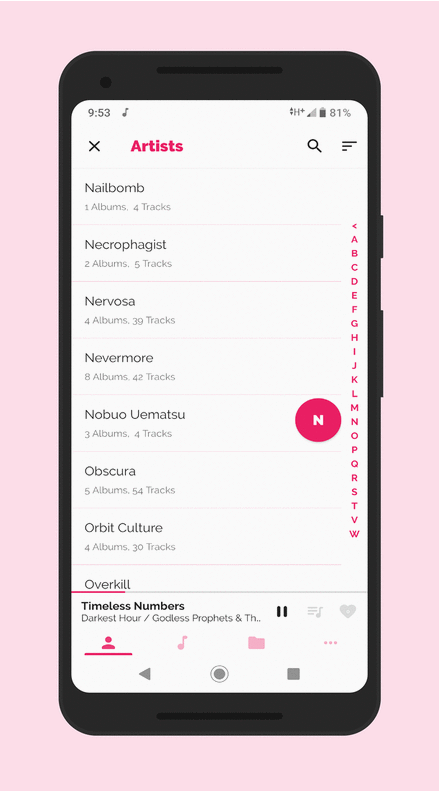 9:53 H+ 81%
Artists
Nailbomb
1 Albums, 4 Tracks
Necrophagist
2 Albums, 5 Tracks
Nervosa
4 Albums, 39 Tracks
Nevermore
8 Albums, 42 Tracks
Nobuo Uematsu
3 Albums, 4 Tracks
N
Obscura
5 Albums, 54 Tracks
Orbit Culture
4 Albums, 30 Tracks
Overkill
<
A
B
C
D
E
F
G
H
I
J
K
L
M
N
O
P
Q
R
S
T
V
W
Timeless Numbers
Darkest Hour / Godless Prophets & Th..